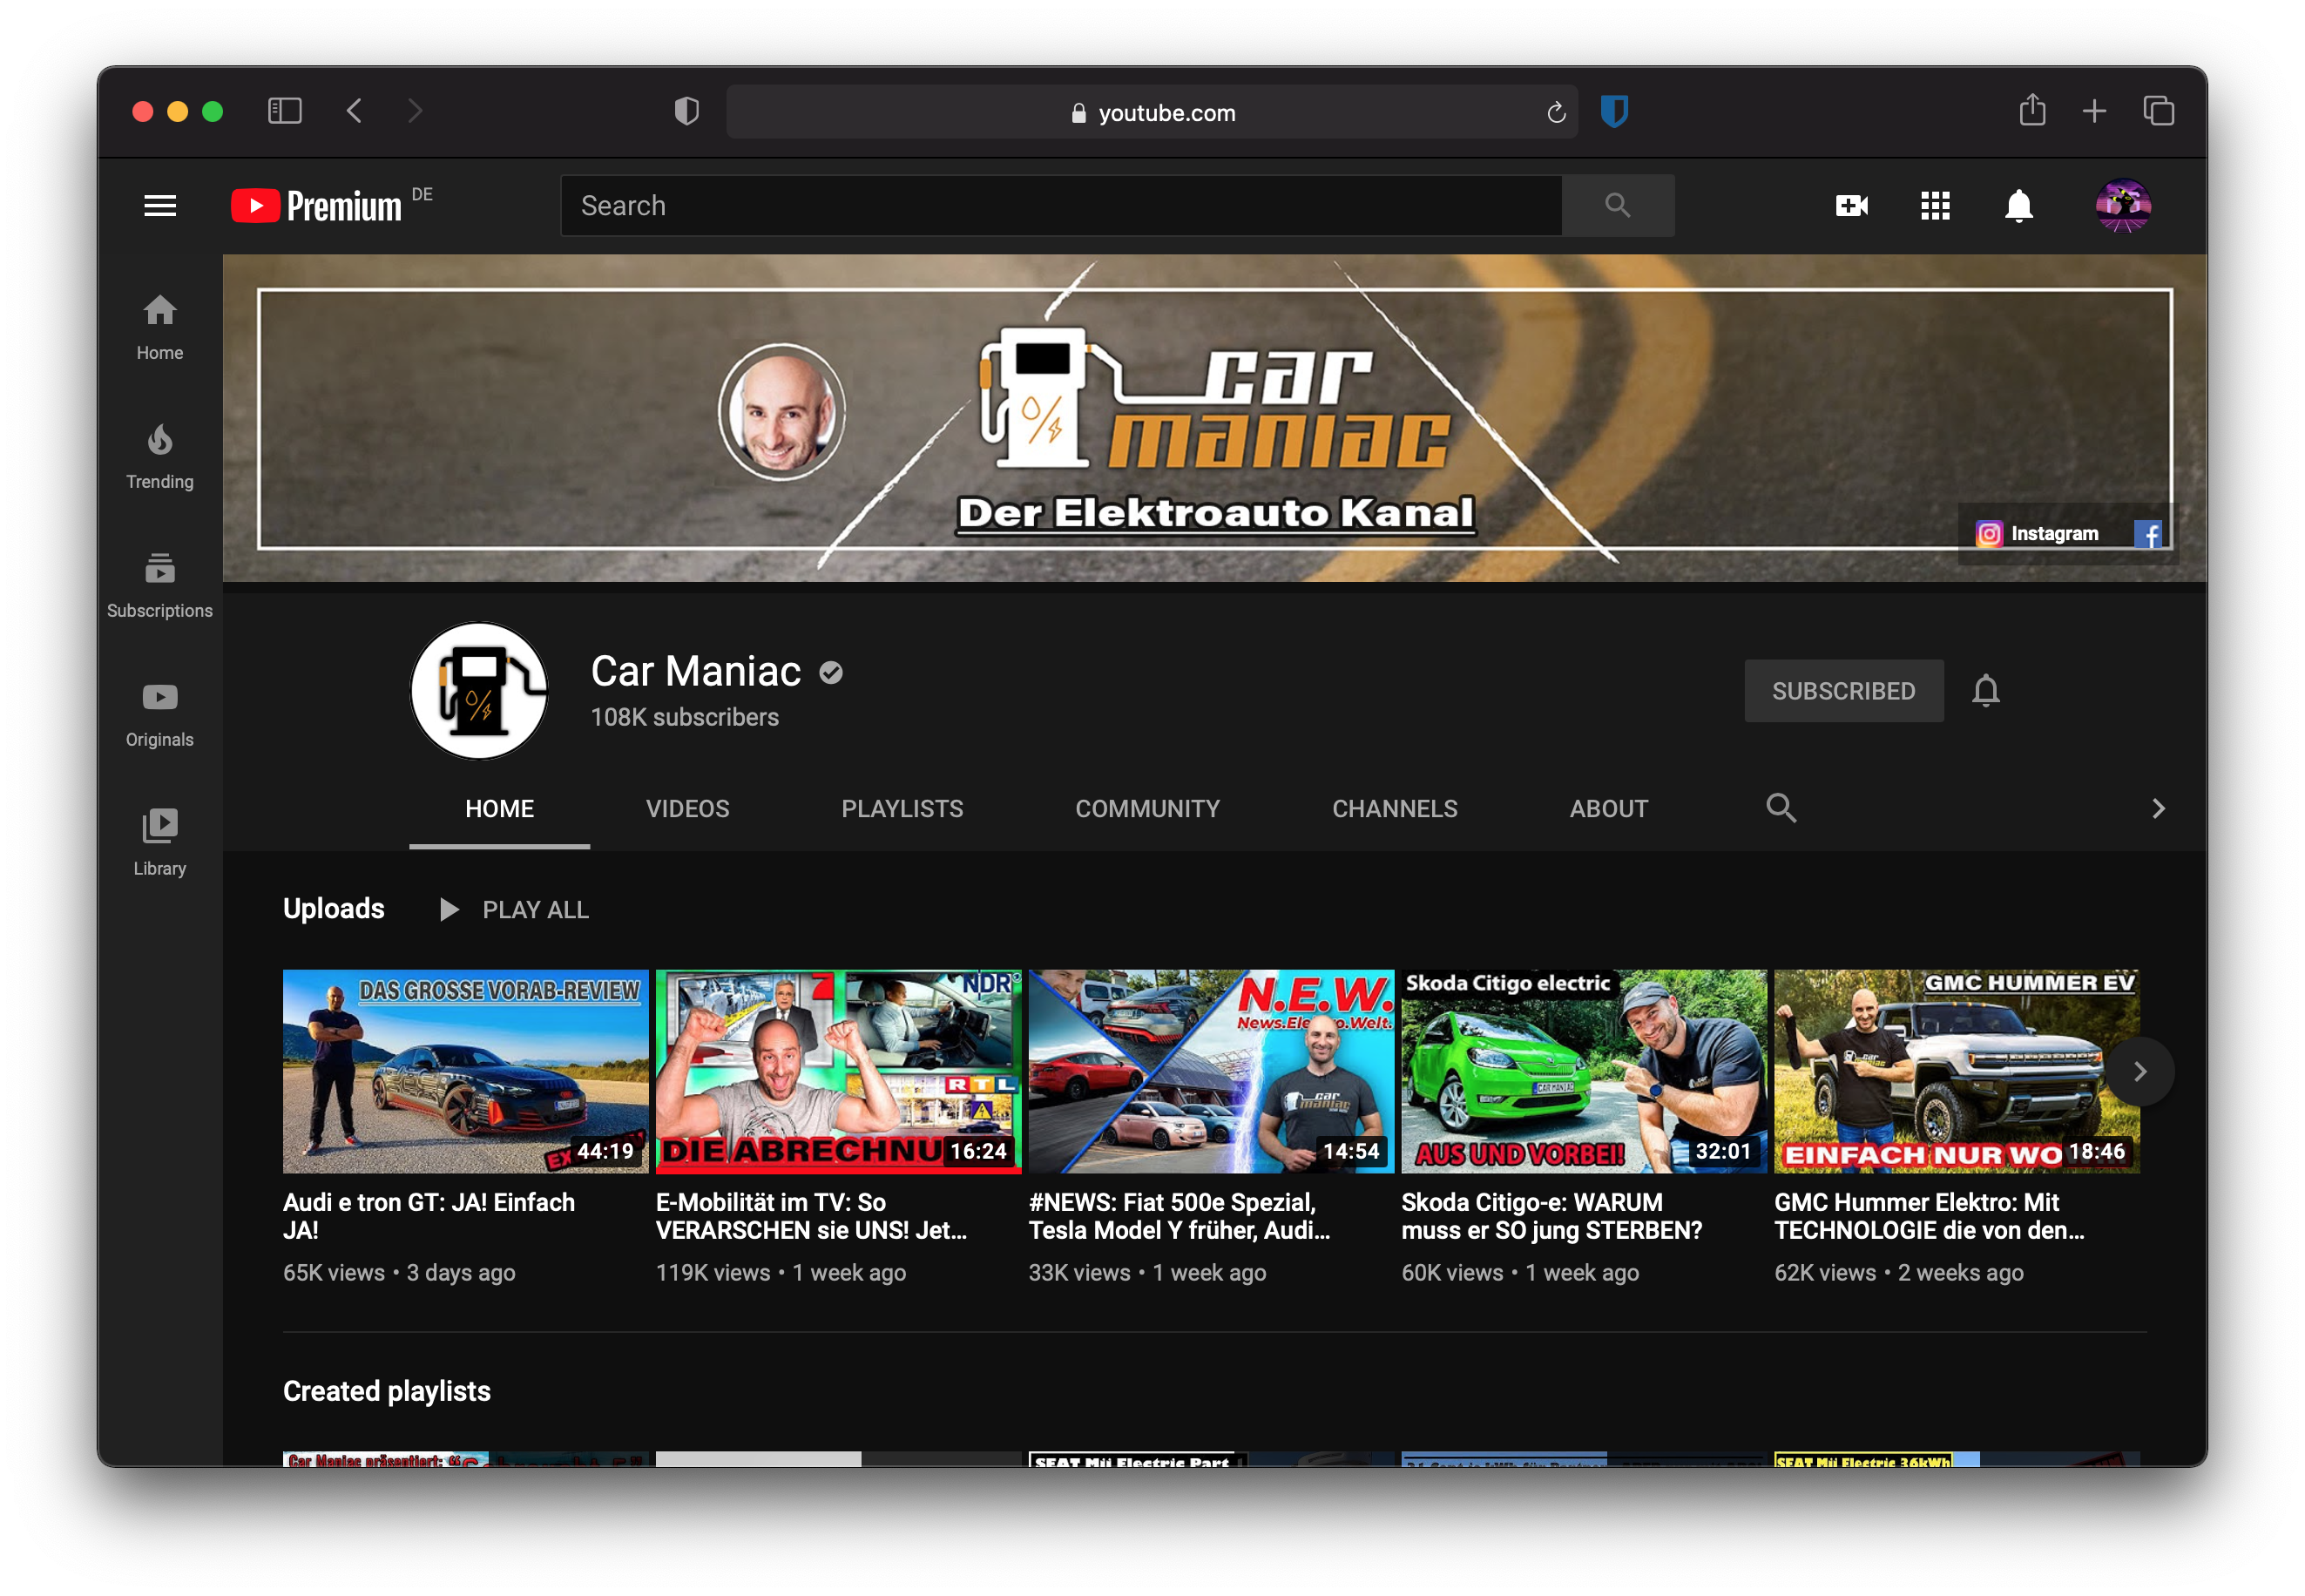 youtube.com
Premium DE
Search
Home
Trending
Subscriptions
Originals
Library
car
maniac
Der Elektroauto Kanal
Instagram
Car Maniac
108K subscribers
SUBSCRIBED
HOME VIDEOS PLAYLISTS COMMUNITY CHANNELS ABOUT
Uploads PLAY ALL
DAS GROSSE VORAB-REVIEW
44:19
Audi e tron GT: JA! Einfach
JA!
65K views • 3 days ago
NDR
RTL
DIE ABRECHNU
16:24
E-Mobilität im TV: So
VERARSCHEN sie UNS! Jet...
119K views • 1 week ago
N.E.W.
car
maniac
14:54
#NEWS: Fiat 500e Spezial,
Tesla Model Y früher, Audi...
33K views • 1 week ago
Skoda Citigo electric
CAR MANIAC
AUS UND VORBEI!
32:01
Skoda Citigo-e: WARUM
muss er SO jung STERBEN?
60K views • 1 week ago
GMC HUMMER EV
car
maniac
EINFACH NUR WO
18:46
GMC Hummer Elektro: Mit
TECHNOLOGIE die von den...
62K views • 2 weeks ago
Created playlists
Car Maniac präsentiert:
SEAT Mii Electric Part 1
SEAT Mii Electric 36kWh